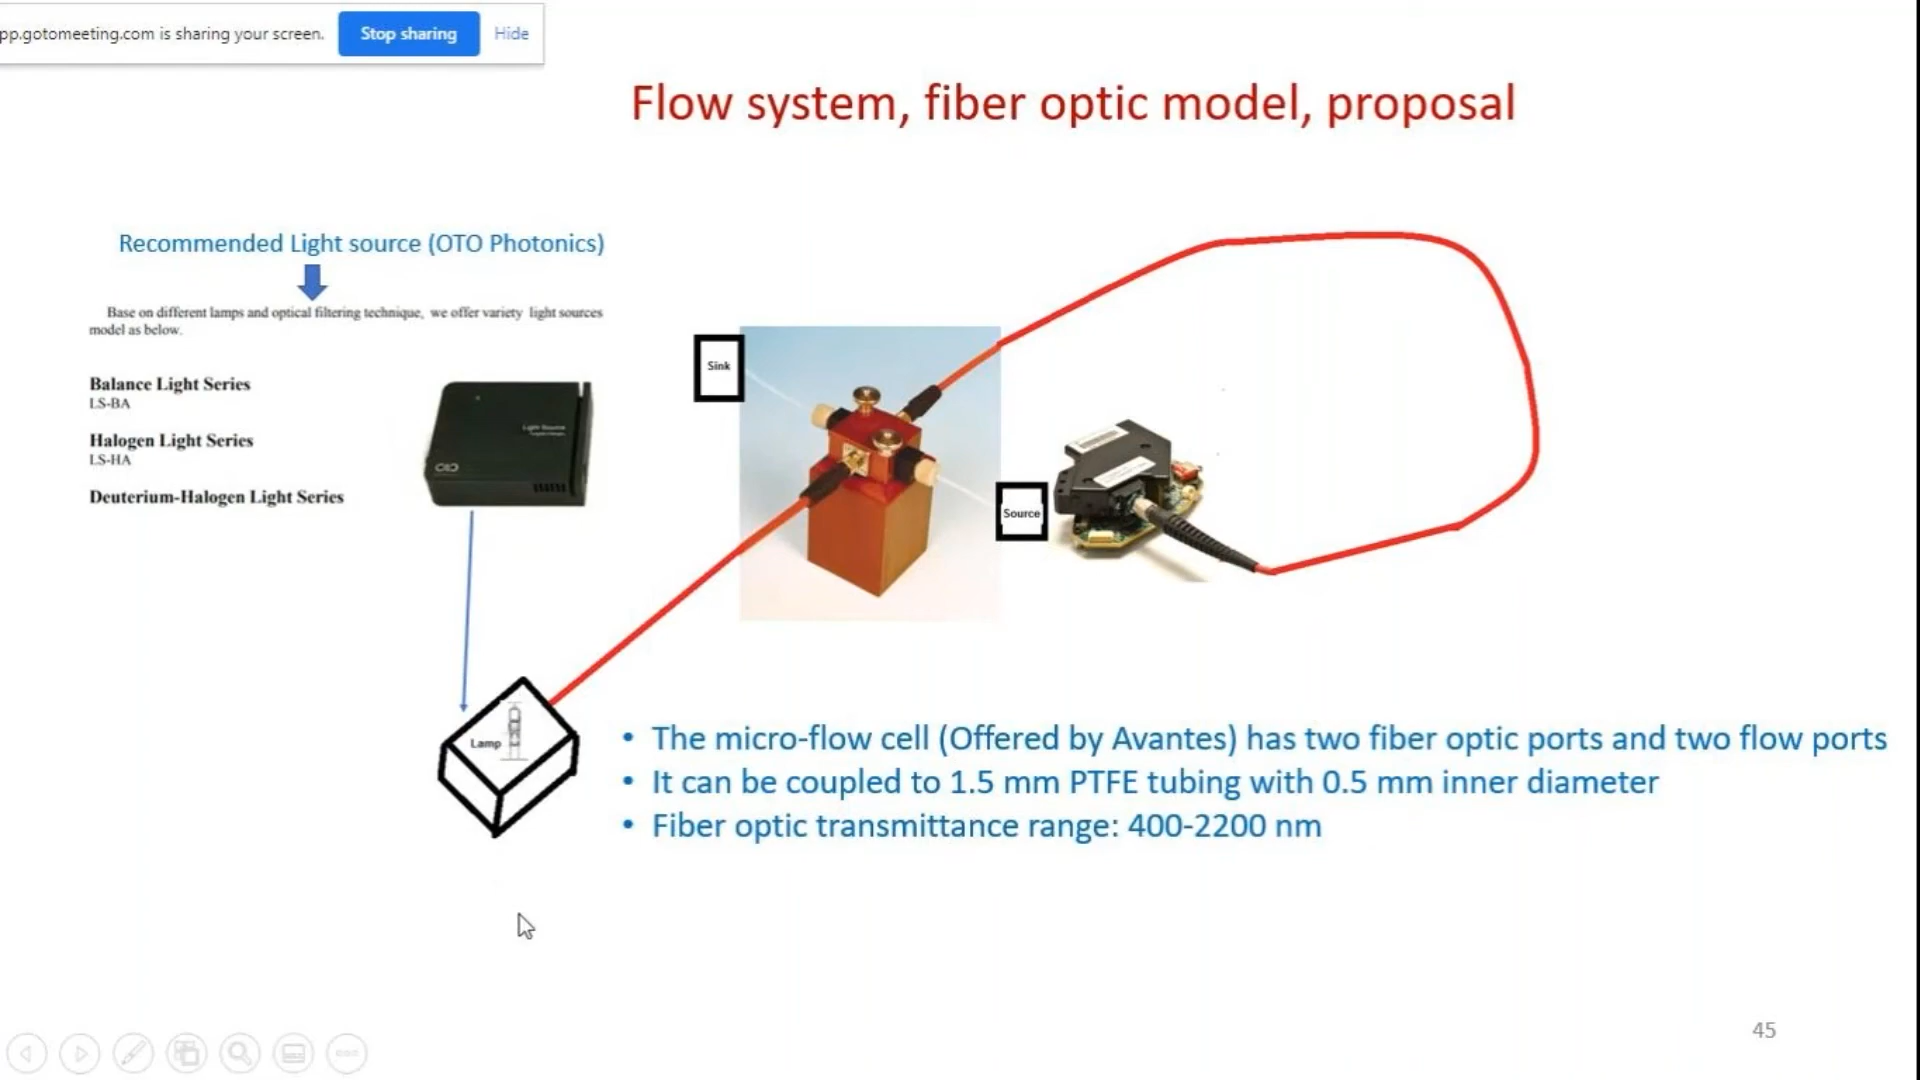 pp.gotomeeting.com is sharing your screen. Stop sharing Hide
Flow system, fiber optic model, proposal
Recommended Light source (OTO Photonics)
Base on different lamps and optical filtering technique, we offer variety light sources
model as below.
Balance Light Series
LS-BA
Halogen Light Series
LS-HA
Deuterium-Halogen Light Series
Light Source
Sink
Source
Lamp
• The micro-flow cell (Offered by Avantes) has two fiber optic ports and two flow ports
• It can be coupled to 1.5 mm PTFE tubing with 0.5 mm inner diameter
• Fiber optic transmittance range: 400-2200 nm
45